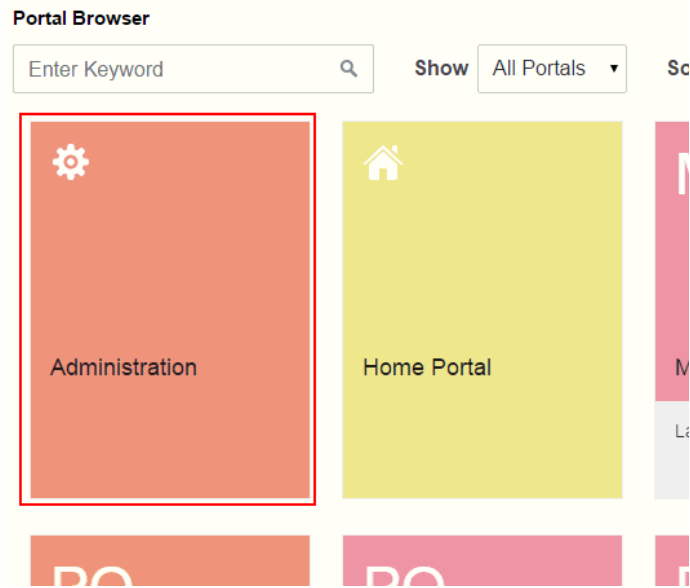 Portal Browser
Enter Keyword
Show All Portals
Administration
Home Portal